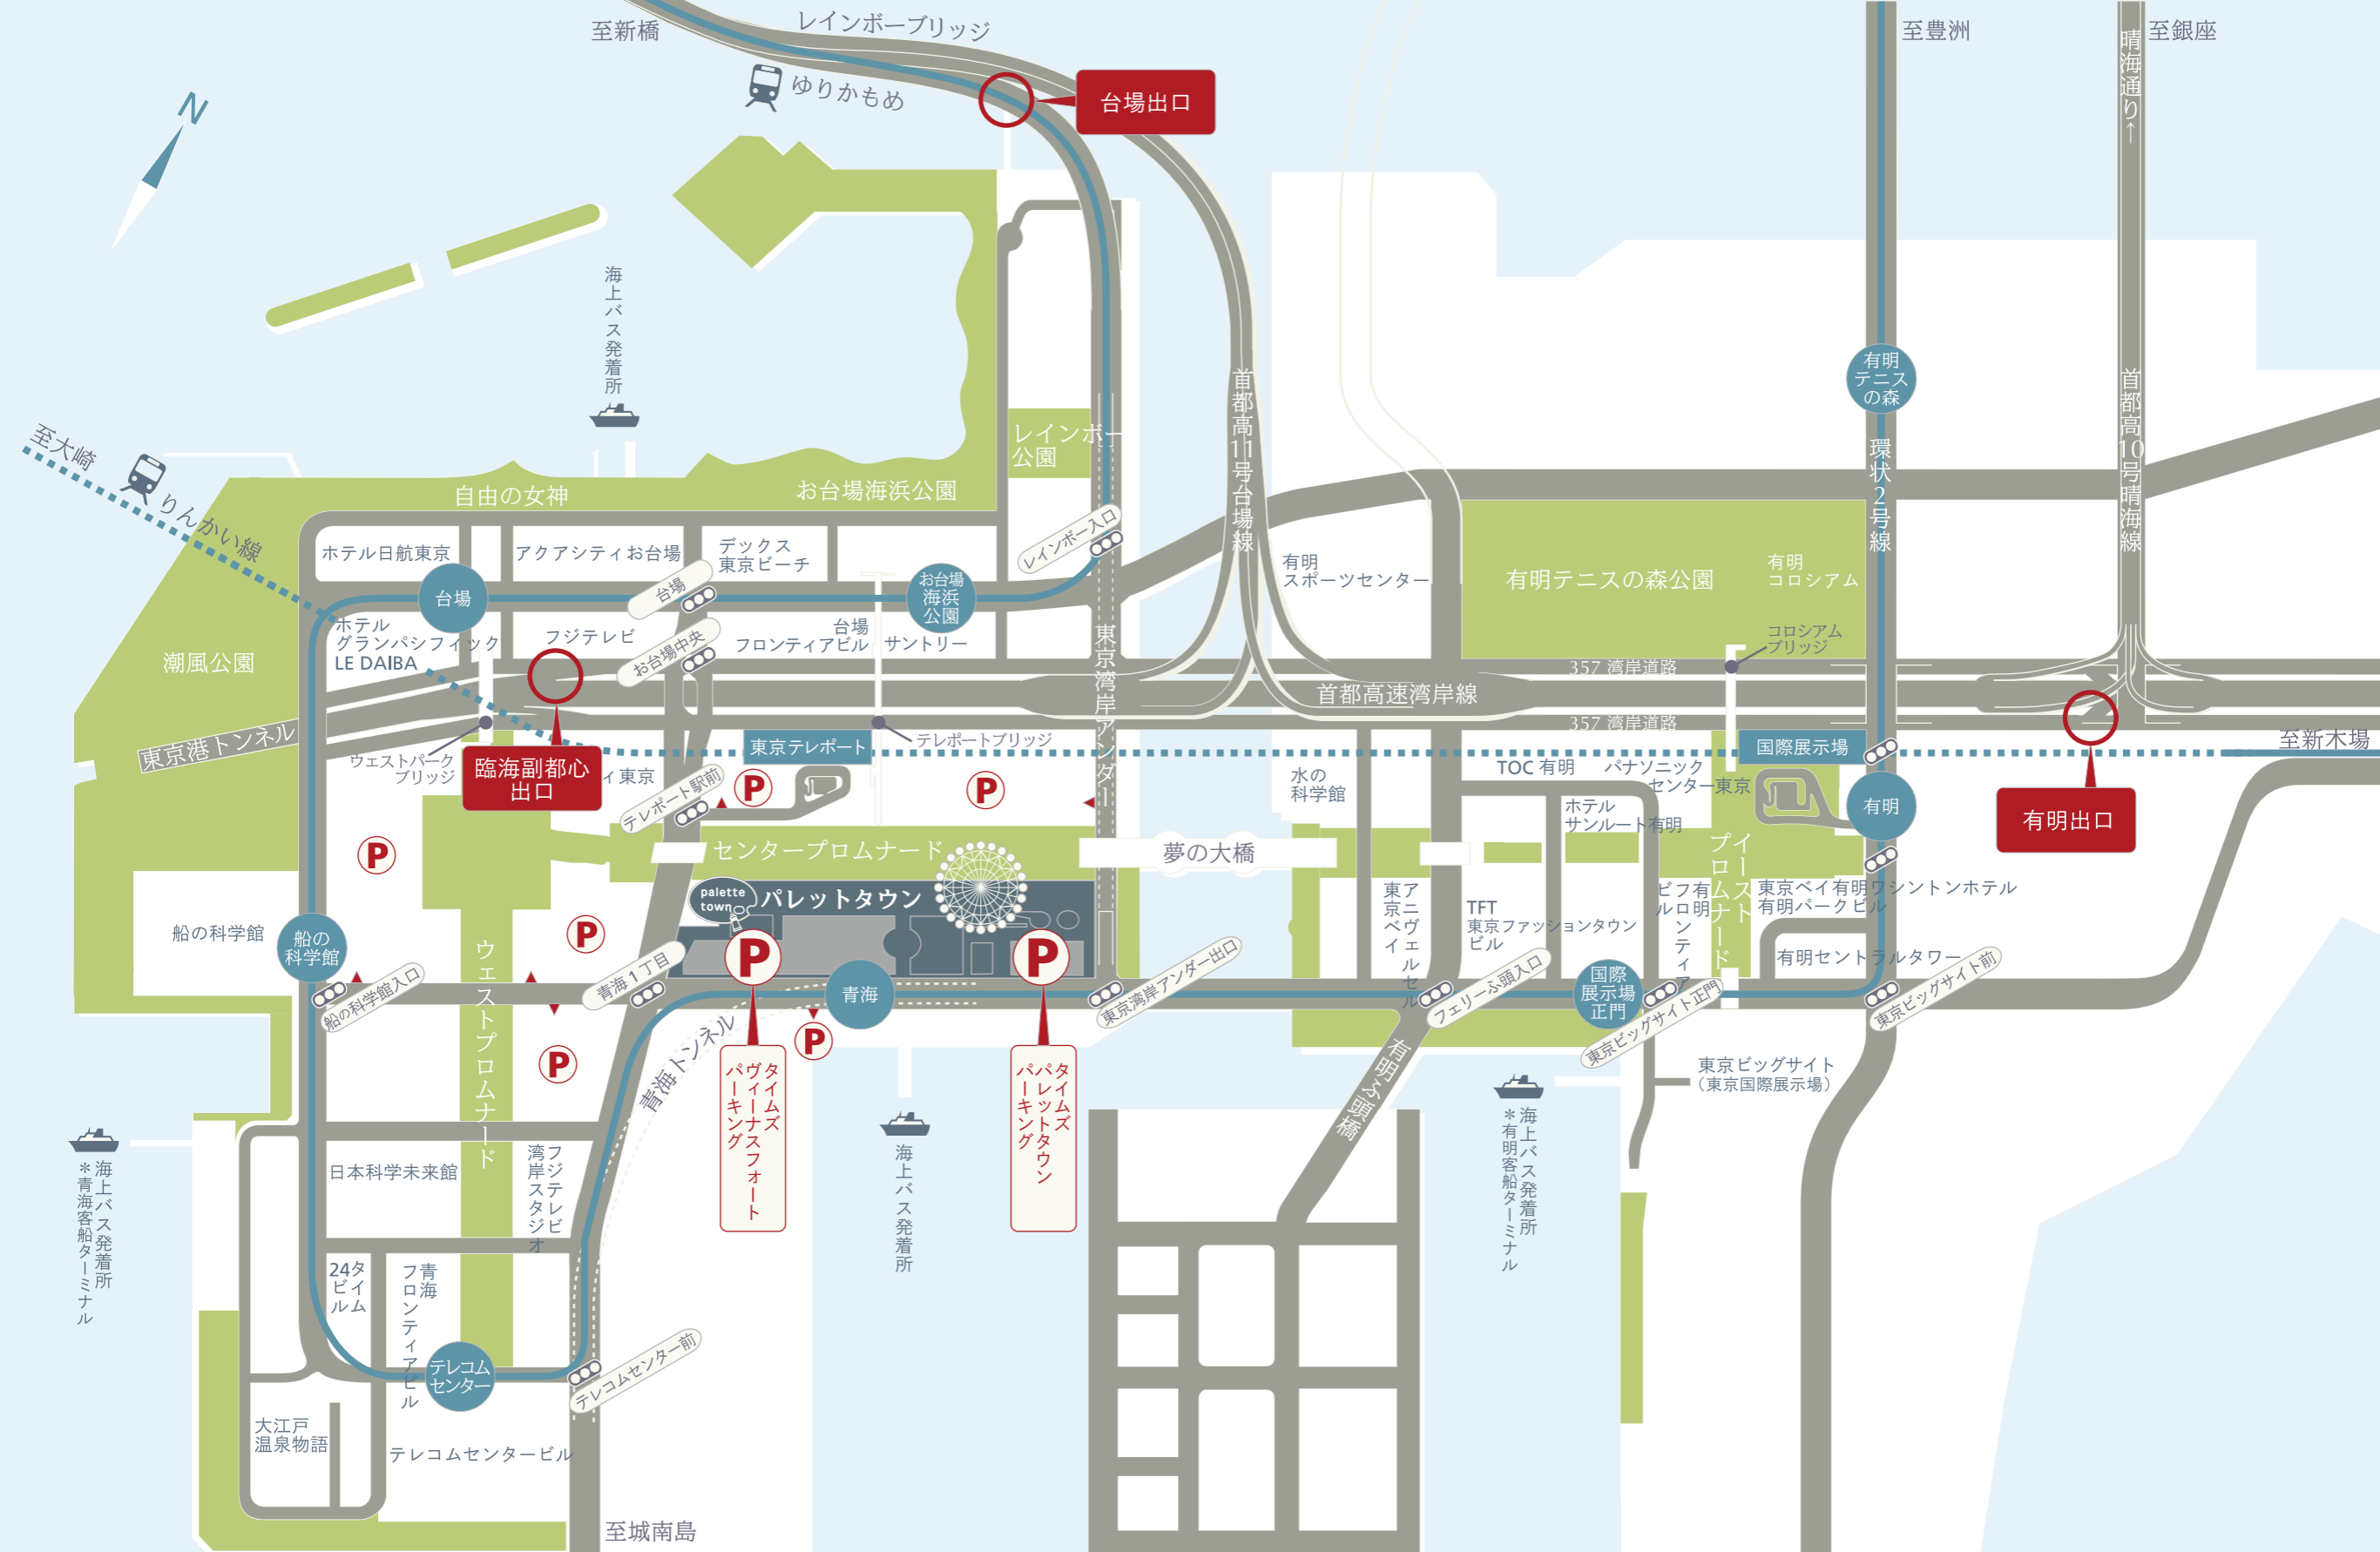 至新橋
レインボーブリッジ
ゆりかもめ
台場出口
至豊洲
晴海通り←
至銀座
N
海上バス発着所
至大崎
りんかい線
自由の女神
お台場海浜公園
レインボー
公園
首都高11号台場線
有明
テニス
の森
環状2号線
首都高10号晴海線
ホテル日航東京
アクアシティお台場
デックス
東京ビーチ
レインボー入口
台場
台場
お台場
海浜
公園
有明
スポーツセンター
有明テニスの森公園
有明
コロシアム
ホテル
グランパシフィック
LE DAIBA
フジテレビ
お台場中央
台場
フロンティアビル
サントリー
東京湾岸アンダー
コロシアム
ブリッジ
潮風公園
357 湾岸道路
首都高速湾岸線
357 湾岸道路
東京港トンネル
ウェストパーク
ブリッジ
臨海副都心
出口
ィ東京
東京テレポート
テレポートブリッジ
国際展示場
至新木場
テレポート駅前
P
P
水の
科学館
TOC 有明
パナソニック
センター東京
ホテル
サンルート有明
有明
有明出口
P
センタープロムナード
夢の大橋
palette
town
パレットタウン
イースト
プロムナード
船の科学館
船の
科学館
ウェストプロムナード
P
青海1丁目
P
P
青海
東京湾岸アンダー出口
アニヴェルセル
東京ベイ
TFT
東京ファッションタウン
ビル
有明
フロンティア
ビル
東京ベイ有明ワシントンホテル
有明パークビル
有明セントラルタワー
フェリーふ頭入口
国際
展示場
正門
東京ビッグサイト正門
東京ビッグサイト前
船の科学館入口
P
P
青海トンネル
タイムズ
ヴィーナスフォート
パーキング
タイムズ
パレットタウン
パーキング
有明ふ頭橋
東京ビッグサイト
(東京国際展示場)
海上バス発着所
*青海客船ターミナル
日本科学未来館
フジテレビ
湾岸スタジオ
海上バス発着所
海上バス発着所
*有明客船ターミナル
タイム
24ビル
青海
フロンティアビル
テレコム
センター
テレコムセンター前
大江戸
温泉物語
テレコムセンタービル
至城南島